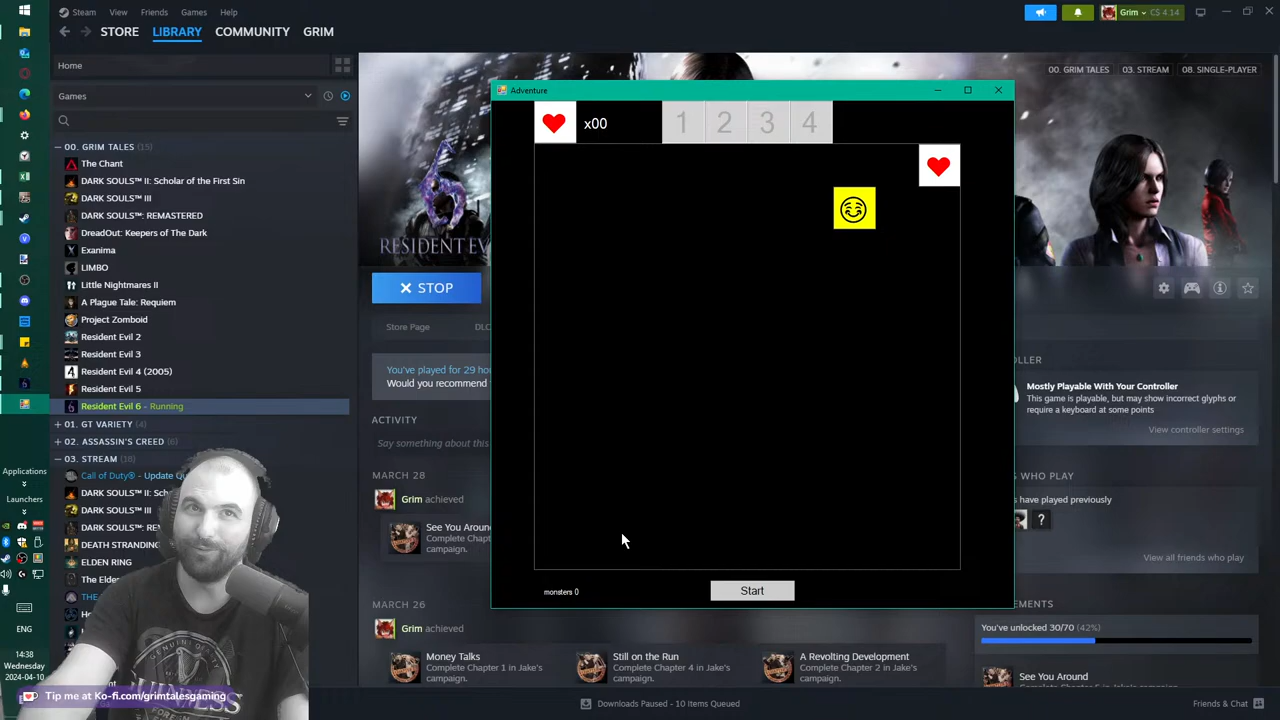 Steam View Friends Games Help
Grim C$ 4.14
STORE LIBRARY COMMUNITY GRIM
Home
00. GRIM TALES 03. STREAM 08. SINGLE-PLAYER
Adventure
Games
x00 1 2 3 4
00. GRIM TALES (15)
The Chant
DARK SOULS™ II: Scholar of the First Sin
DARK SOULS™ III
DARK SOULS™: REMASTERED
DreadOut: Keepers of The Dark
RESIDENT EV
Exanima
LIMBO
Little Nightmares II
STOP
A Plague Tale: Requiem
Project Zomboid
Store Page DLC
Resident Evil 2
Resident Evil 3
Resident Evil 4 (2005)
Resident Evil 5
Resident Evil 6 - Running
You've played for 29 ho
Would you recommend
OLLER
Mostly Playable With Your Controller
This game is playable, but may show incorrect glyphs or
require a keyboard at some points
View controller settings
01. GT VARIETY (4)
02. ASSASSIN'S CREED (6)
03. STREAM (18)
ACTIVITY
Say something about this
Call of Duty® - Update Qu
MARCH 28
DARK SOULS™ II: Sch
DARK SOULS™ III
DARK SOULS™: RE
DEATH STRANDING
ELDEN RING
The Elde
THE
Grim achieved
See You Around
Complete
campaign.
S WHO PLAY
s have played previously
?
View all friends who play
Applications
Launchers
monsters 0 Start
MARCH 26
Grim achieved
EMENTS
You've unlocked 30/70 (42%)
Money Talks
Complete Chapter 1 in Jake's
campaign.
Still on the Run
Complete Chapter 4 in Jake's
campaign.
A Revolting Development
Complete Chapter 2 in Jake's
campaign.
See You Around
ENG
14:38
Wednesday
2024-04-10
Tip me at Ko-fi.com/grimtalesgaming
Downloads Paused - 10 Items Queued
Friends & Chat